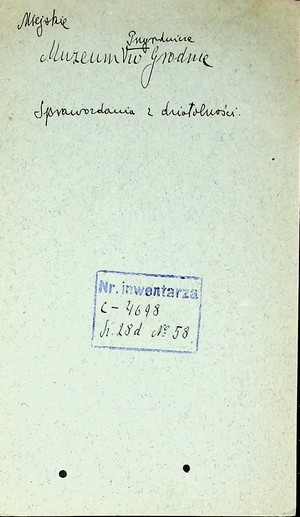 Miejskie
Przyrodnicze
Muzeum w Grodnie
Sprawozdania z działalności.
Nr. inwentarza
C-4698
Sz. 28d № 58